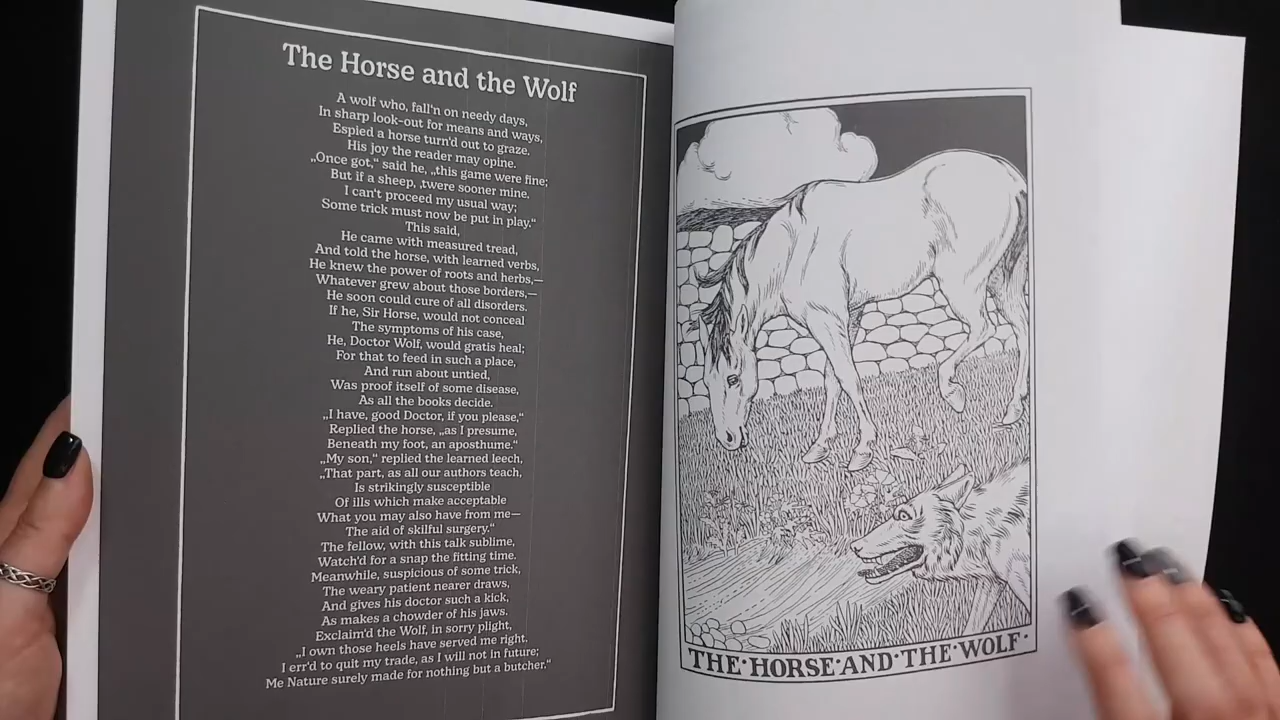 The Horse and the Wolf
A wolf who, fall'n on needy days,
In sharp look-out for means and ways,
Espied a horse turn'd out to graze.
His joy the reader may opine.
„Once got,“ said he, „this game were fine;
But if a sheep, ‚twere sooner mine.
I can't proceed my usual way;
Some trick must now be put in play.“
This said,
He came with measured tread,
And told the horse, with learned verbs,
He knew the power of roots and herbs,—
Whatever grew about those borders,—
He soon could cure of all disorders.
If he, Sir Horse, would not conceal
The symptoms of his case,
He, Doctor Wolf, would gratis heal;
For that to feed in such a place,
And run about untied,
Was proof itself of some disease,
As all the books decide.
„I have, good Doctor, if you please,“
Replied the horse, „as I presume,
Beneath my foot, an aposthume.“
„My son,“ replied the learned leech,
„That part, as all our authors teach,
Is strikingly susceptible
Of ills which make acceptable
What you may also have from me—
The aid of skilful surgery.“
The fellow, with this talk sublime,
Watch'd for a snap the fitting time.
Meanwhile, suspicious of some trick,
The weary patient nearer draws,
And gives his doctor such a kick,
As makes a chowder of his jaws.
Exclaim'd the Wolf, in sorry plight,
„I own those heels have served me right.
I err'd to quit my trade, as I will not in future;
Me Nature surely made for nothing but a butcher.“
THE·HORSE·AND·THE·WOLF·